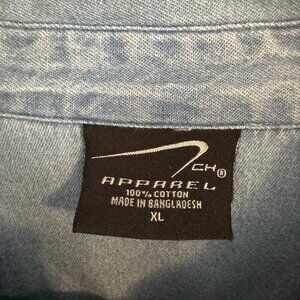 CH®
APPAREL
100% COTTON
MADE IN BANGLADESH
XL